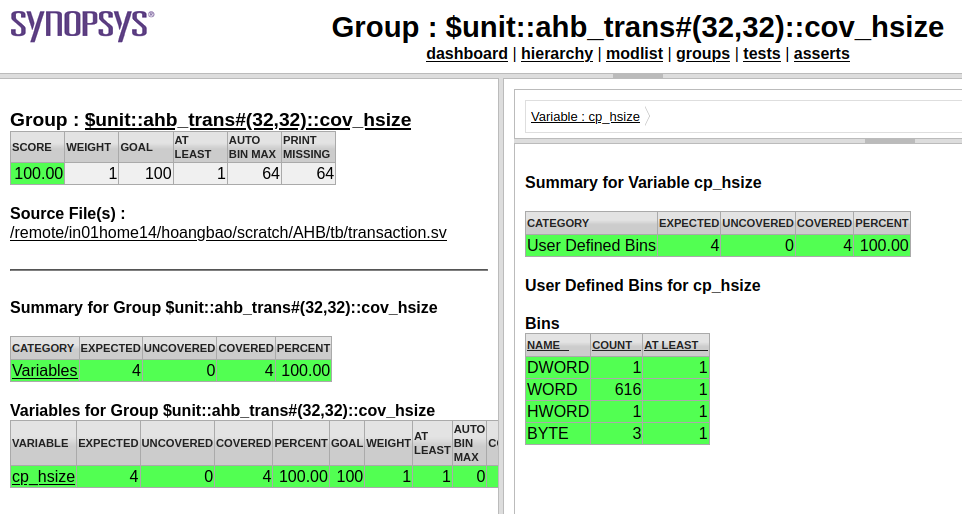 SYNOPSYS®
Group : $unit::ahb_trans#(32,32)::cov_hsize
dashboard | hierarchy | modlist | groups | tests | asserts
Group : $unit::ahb_trans#(32,32)::cov_hsize
SCORE WEIGHT GOAL AT LEAST AUTO BIN MAX PRINT MISSING
100.00 1 100 1 64 64
Source File(s) :
/remote/in01home14/hoangbao/scratch/AHB/tb/transaction.sv
Summary for Group $unit::ahb_trans#(32,32)::cov_hsize
CATEGORY EXPECTED UNCOVERED COVERED PERCENT
Variables 4 0 4 100.00
Variables for Group $unit::ahb_trans#(32,32)::cov_hsize
VARIABLE EXPECTED UNCOVERED COVERED PERCENT GOAL WEIGHT AT LEAST AUTO BIN MAX
cp_hsize 4 0 4 100.00 100 1 1 0
Variable : cp_hsize
Summary for Variable cp_hsize
CATEGORY EXPECTED UNCOVERED COVERED PERCENT
User Defined Bins 4 0 4 100.00
User Defined Bins for cp_hsize
Bins
NAME COUNT AT LEAST
DWORD 1 1
WORD 616 1
HWORD 1 1
BYTE 3 1